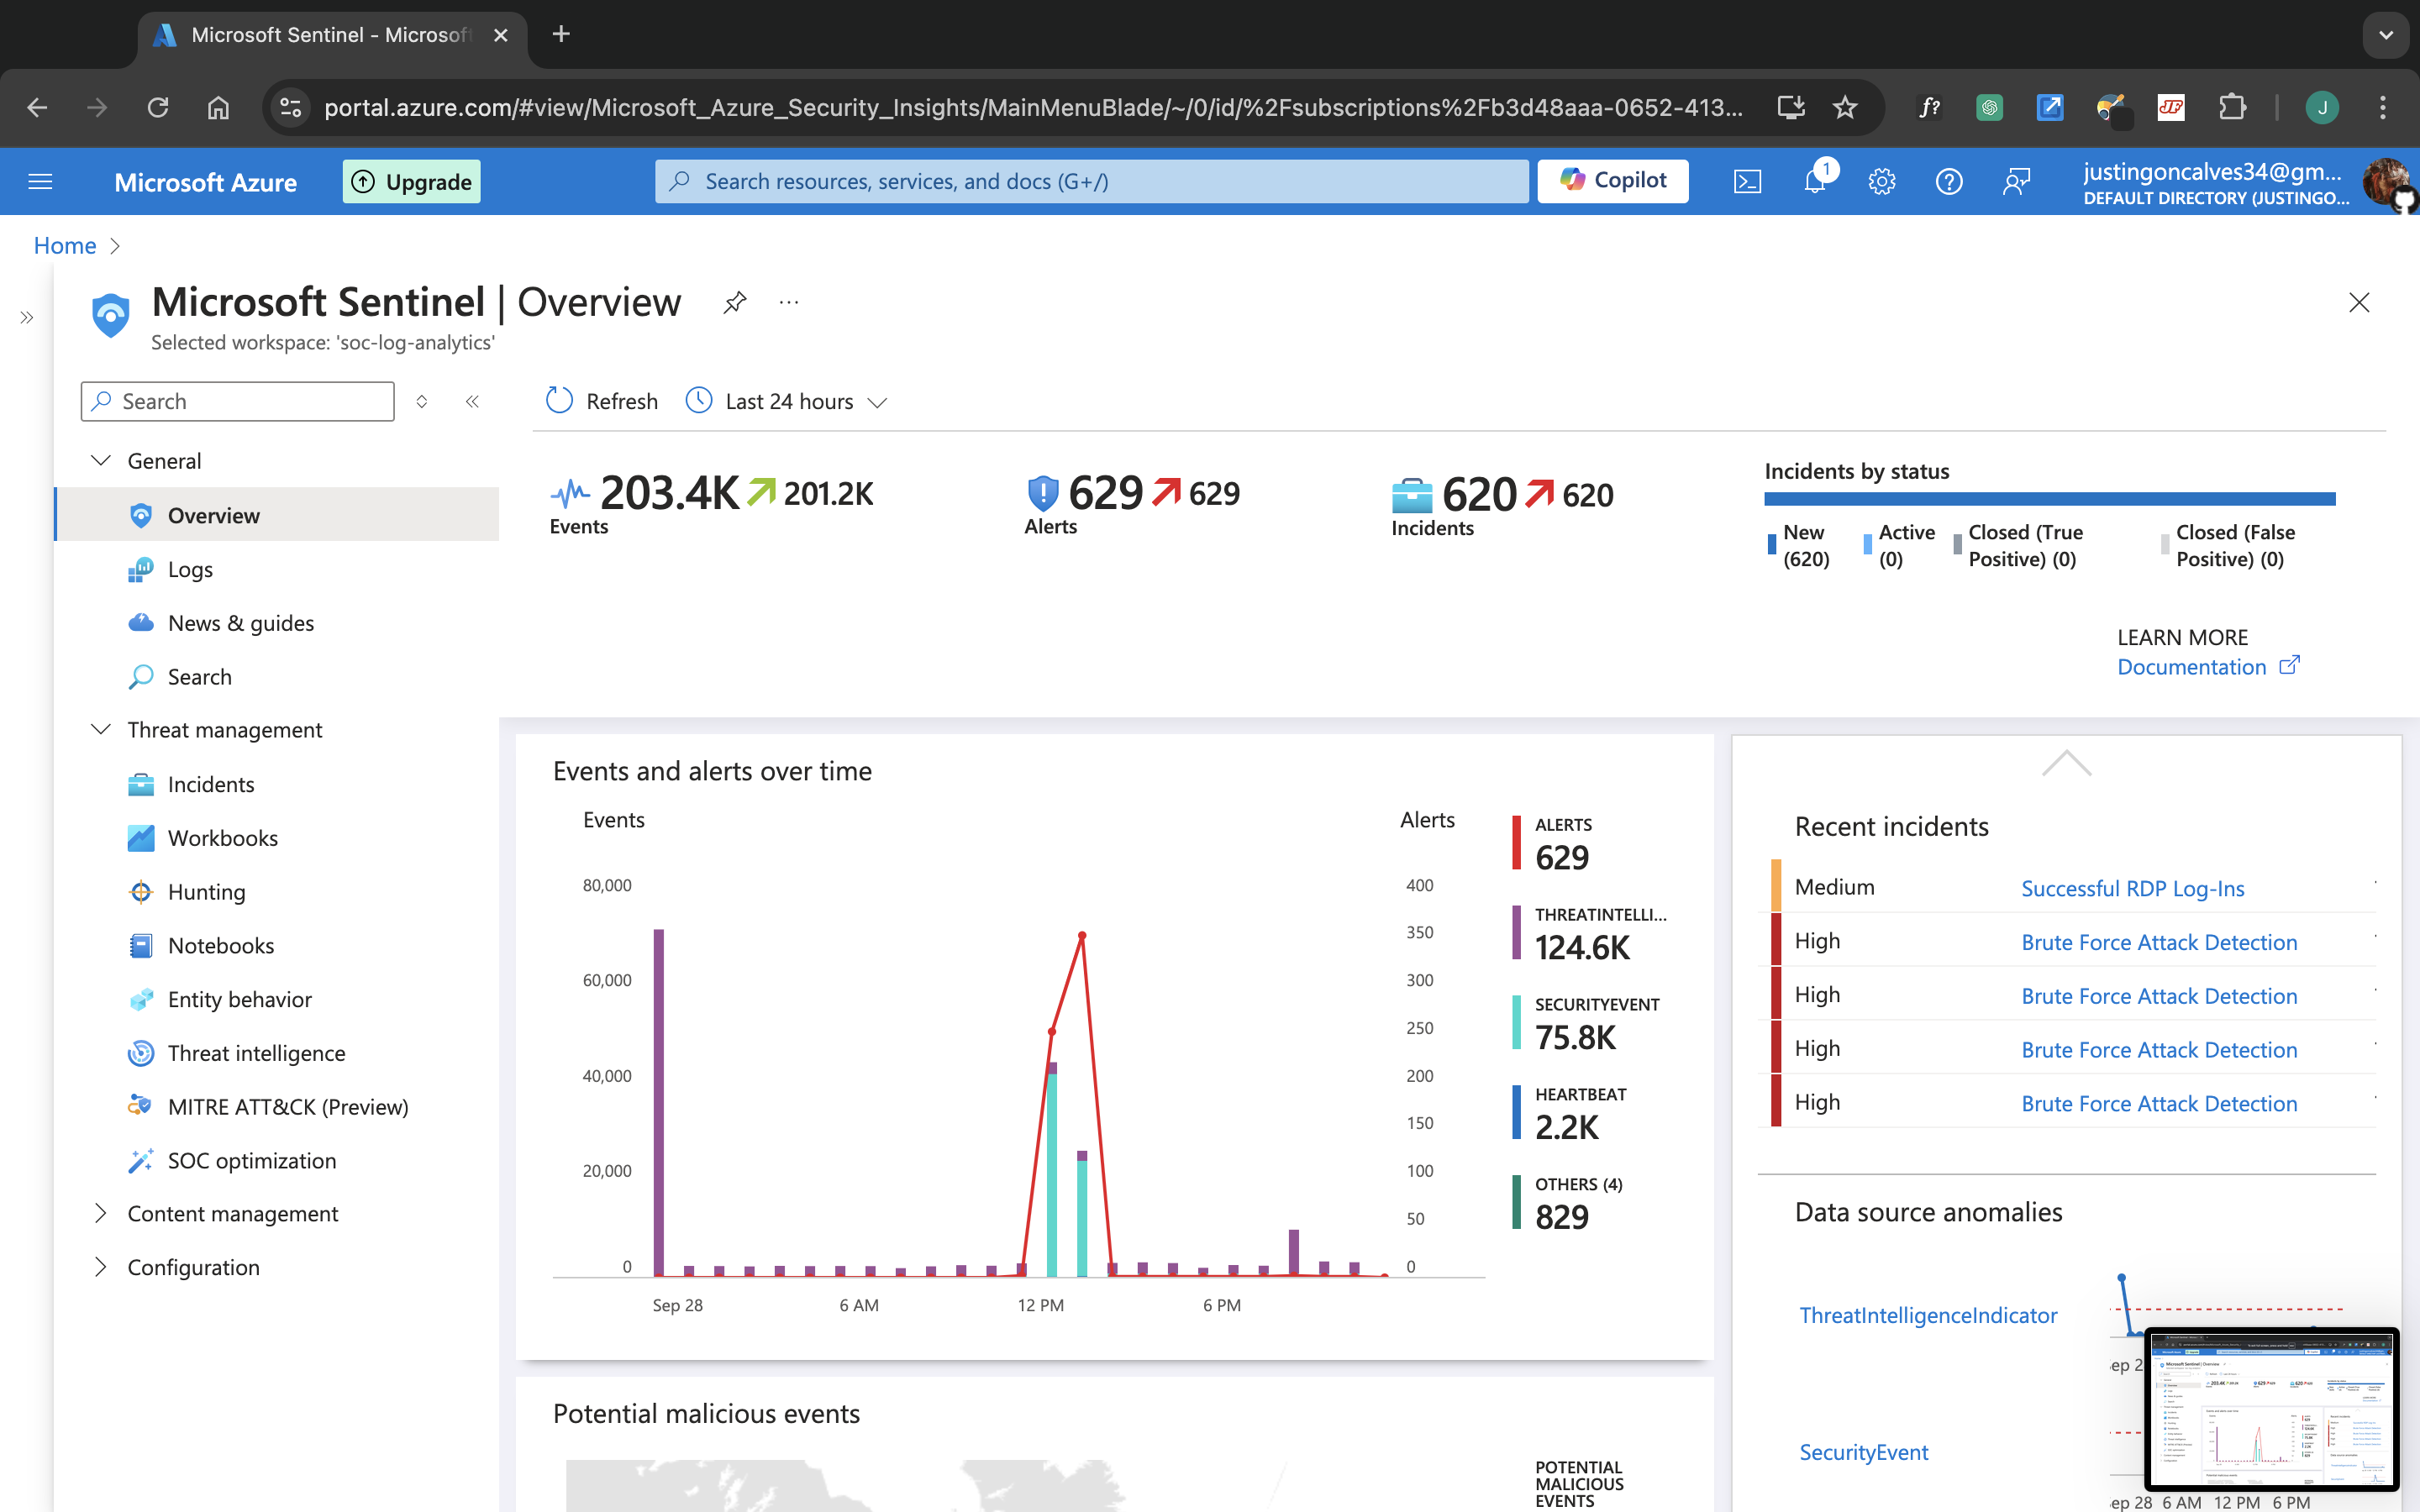 Microsoft Sentinel - Microsof
portal.azure.com/#view/Microsoft_Azure_Security_Insights/MainMenuBlade/~/0/id/%2Fsubscriptions%2Fb3d48aaa-0652-413...
f?
JF
J
Microsoft Azure
Upgrade
Search resources, services, and docs (G+/)
Copilot
1
justingoncalves34@gm...
DEFAULT DIRECTORY (JUSTINGO...
Home
Microsoft Sentinel | Overview
...
Selected workspace: 'soc-log-analytics'
Search
General
Overview
Logs
News & guides
Search
Threat management
Incidents
Workbooks
Hunting
Notebooks
Entity behavior
Threat intelligence
MITRE ATT&CK (Preview)
SOC optimization
Content management
Configuration
Refresh
Last 24 hours
203.4K 201.2K
Events
629 629
Alerts
620 620
Incidents
Incidents by status
New (620)
Active (0)
Closed (True Positive) (0)
Closed (False Positive) (0)
LEARN MORE
Documentation
Events and alerts over time
Events
Alerts
80,000
60,000
40,000
20,000
0
400
350
300
250
200
150
100
50
0
Sep 28
6 AM
12 PM
6 PM
ALERTS
629
THREATINTELLI...
124.6K
SECURITYEVENT
75.8K
HEARTBEAT
2.2K
OTHERS (4)
829
Potential malicious events
POTENTIAL
MALICIOUS
EVENTS
Recent incidents
Medium Successful RDP Log-Ins
High Brute Force Attack Detection
High Brute Force Attack Detection
High Brute Force Attack Detection
High Brute Force Attack Detection
Data source anomalies
ThreatIntelligenceIndicator
ep 2
SecurityEvent
ep 28 6 AM 12 PM 6 PM